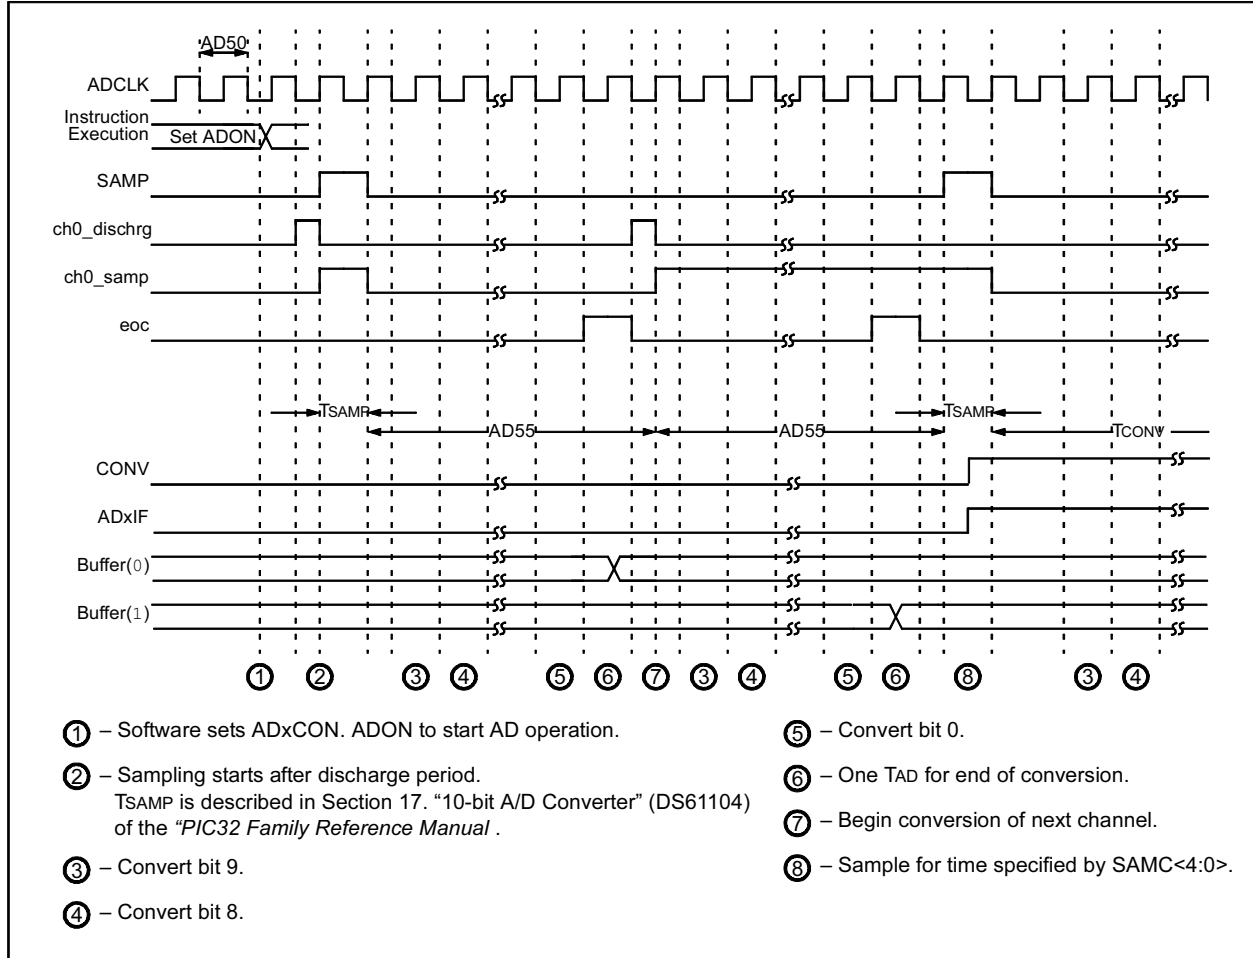 AD50
ADCLK
Instruction
Execution
Set ADON
SAMP
ch0_dischrg
ch0_samp
eoc
TSAMP
TSAMP
AD55
AD55
TCONV
CONV
ADxIF
Buffer(0)
Buffer(1)
1 2 3 4 5 6 7 3 4 5 6 8 3 4
1 – Software sets ADxCON. ADON to start AD operation.
2 – Sampling starts after discharge period.
TSAMP is described in Section 17. “10-bit A/D Converter” (DS61104)
of the “PIC32 Family Reference Manual .
3 – Convert bit 9.
4 – Convert bit 8.
5 – Convert bit 0.
6 – One TAD for end of conversion.
7 – Begin conversion of next channel.
8 – Sample for time specified by SAMC<4:0>.